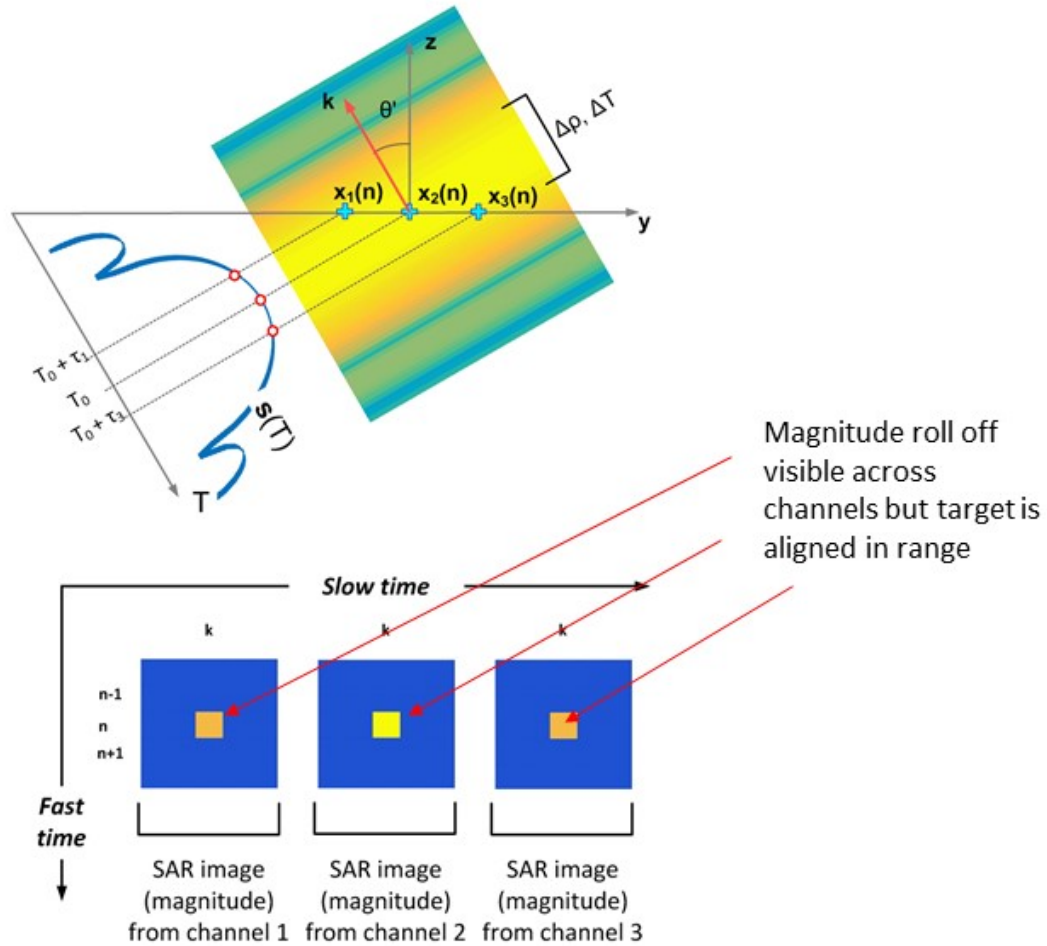 z
k
θ'
Δρ, ΔT
x₁(n)
x₂(n)
x₃(n)
y
T₀ + τ₁
T₀
T₀ + τ₃
s(T)
T
Magnitude roll off
visible across
channels but target is
aligned in range
Slow time
k
k
k
n-1
n
n+1
Fast
time
SAR image
(magnitude)
from channel 1
SAR image
(magnitude)
from channel 2
SAR image
(magnitude)
from channel 3